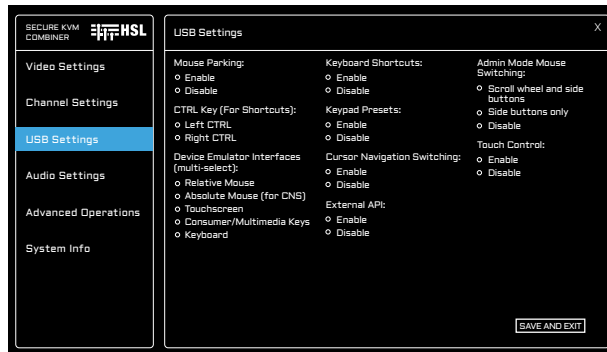 SECURE KVM
COMBINER
HSL
USB Settings
X
Video Settings
Channel Settings
USB Settings
Audio Settings
Advanced Operations
System Info
Mouse Parking:
Enable
Disable
CTRL Key (For Shortcuts):
Left CTRL
Right CTRL
Device Emulator Interfaces
(multi-select):
Relative Mouse
Absolute Mouse (for CNS)
Touchscreen
Consumer/Multimedia Keys
Keyboard
Keyboard Shortcuts:
Enable
Disable
Keypad Presets:
Enable
Disable
Cursor Navigation Switching:
Enable
Disable
External API:
Enable
Disable
Admin Mode Mouse
Switching:
Scroll wheel and side
buttons
Side buttons only
Disable
Touch Control:
Enable
Disable
SAVE AND EXIT